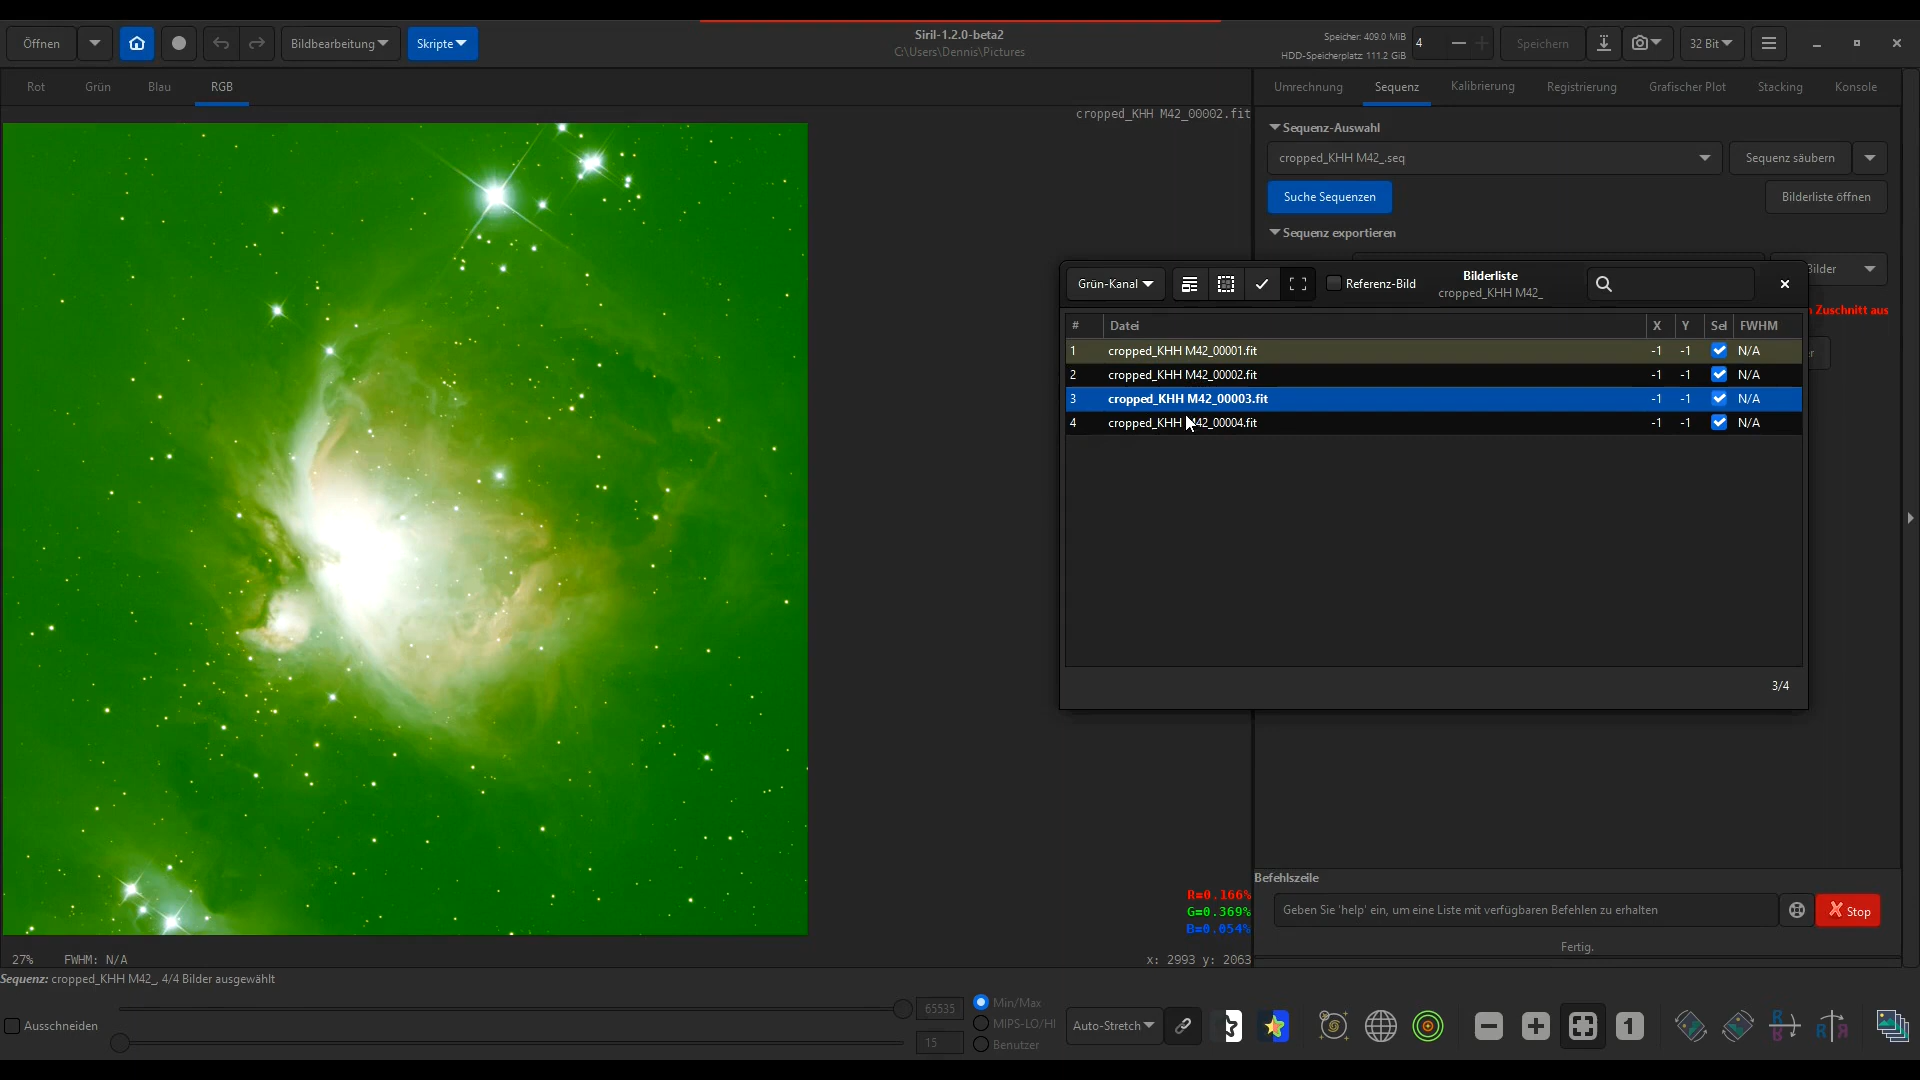 Öffnen
Bildbearbeitung
Skripte
Siril-1.2.0-beta2
C:\Users\Dennis\Pictures
Speicher: 409.0 MiB
HDD-Speicherplatz: 111.2 GiB
4
Speichern
32 Bit
Rot Grün Blau RGB
Umrechnung Sequenz Kalibrierung Registrierung Grafischer Plot Stacking Konsole
cropped_KHH M42_00002.fit
Sequenz-Auswahl
cropped_KHH M42_.seq
Sequenz säubern
Suche Sequenzen
Bilderliste öffnen
Sequenz exportieren
Bilder
Zuschnitt aus
Grün-Kanal
Referenz-Bild
Bilderliste
cropped_KHH M42_
# Datei X Y Sel FWHM
1 cropped_KHH M42_00001.fit -1 -1 N/A
2 cropped_KHH M42_00002.fit -1 -1 N/A
3 cropped_KHH M42_00003.fit -1 -1 N/A
4 cropped_KHH M42_00004.fit -1 -1 N/A
3/4
R=0.166%
G=0.369%
B=0.054%
Befehlszeile
Geben Sie 'help' ein, um eine Liste mit verfügbaren Befehlen zu erhalten
Stop
Fertig.
27% FWHM: N/A
x: 2993 y: 2063
Sequenz: cropped_KHH M42_, 4/4 Bilder ausgewählt
Ausschneiden
65535
15
Min/Max
MIPS-LO/HI
Benutzer
Auto-Stretch
1
R
R
R R